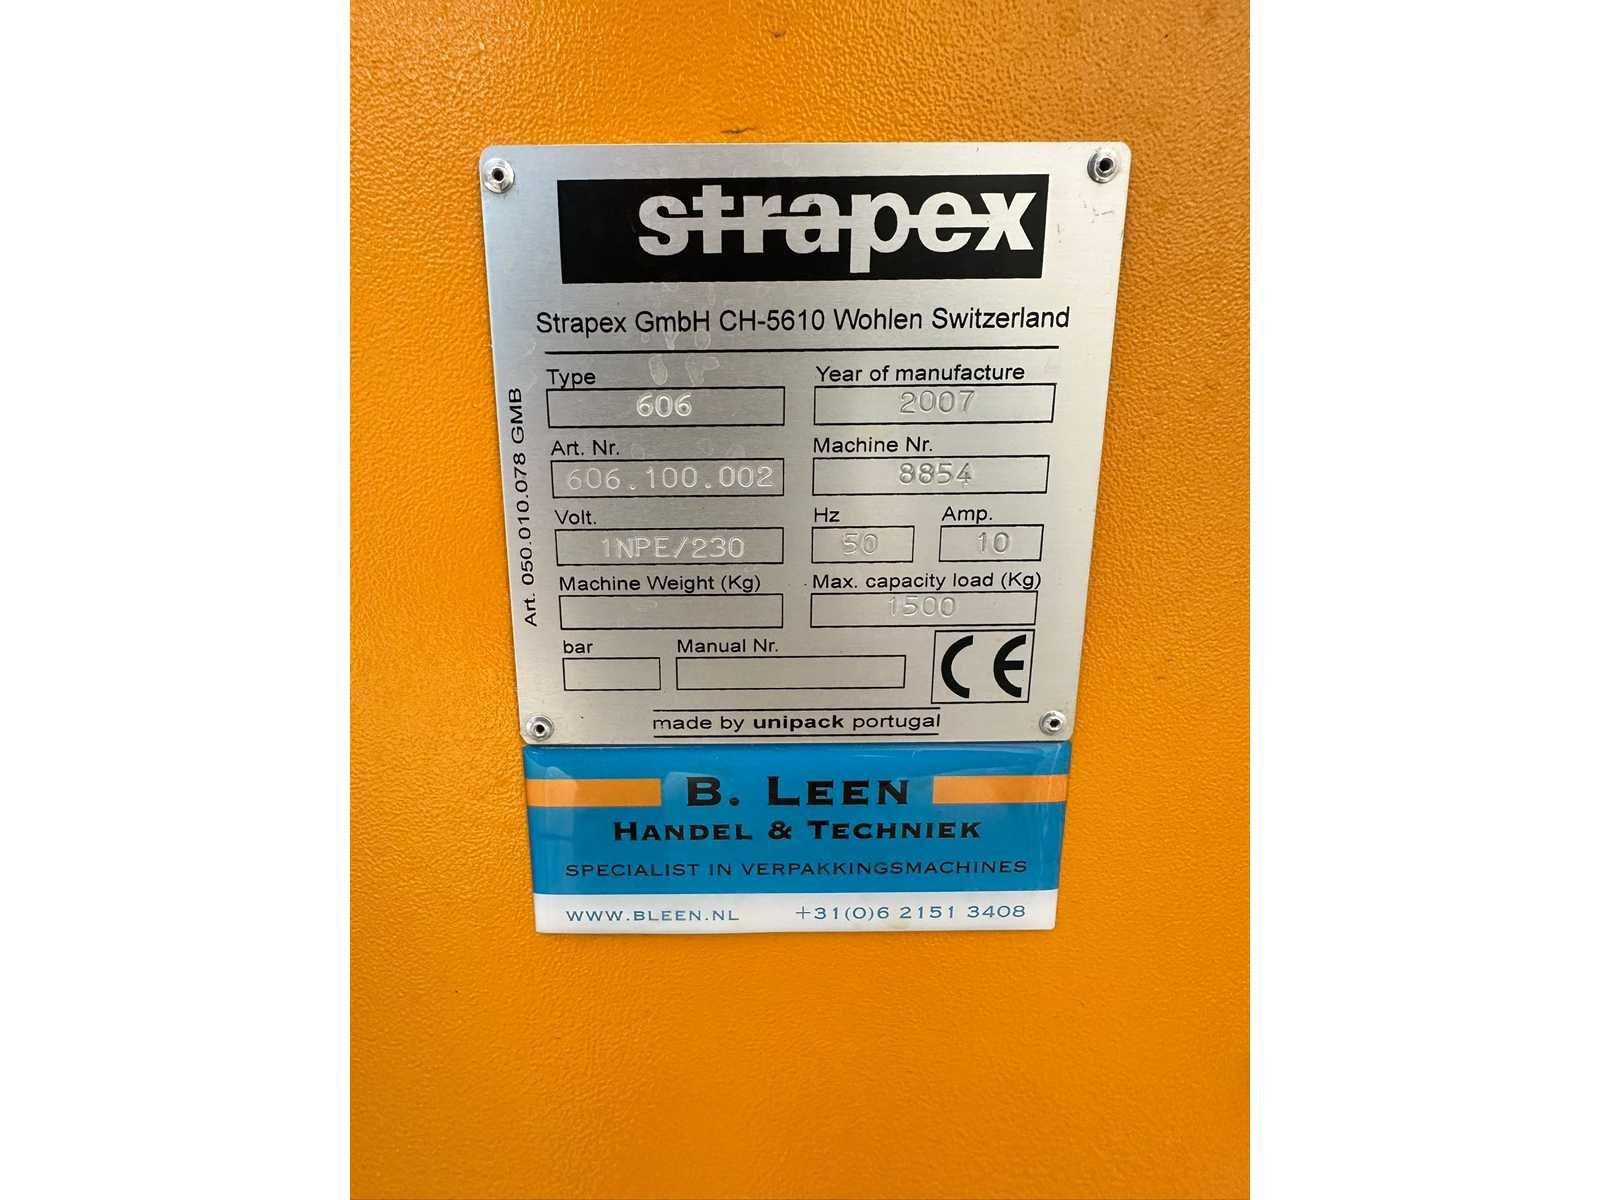 strapex
Strapex GmbH CH-5610 Wohlen Switzerland
Type Year of manufacture
606 2007
Art. Nr. Machine Nr.
606.100.002 8854
Volt. Hz Amp.
1NPE/230 50 10
Machine Weight (Kg) Max. capacity load (Kg)
1500
bar Manual Nr.
CE
made by unipack portugal
Art. 050.010.078 GMB
B. LEEN
HANDEL & TECHNIEK
SPECIALIST IN VERPAKKINGSMACHINES
WWW.BLEEN.NL +31(0)6 2151 3408